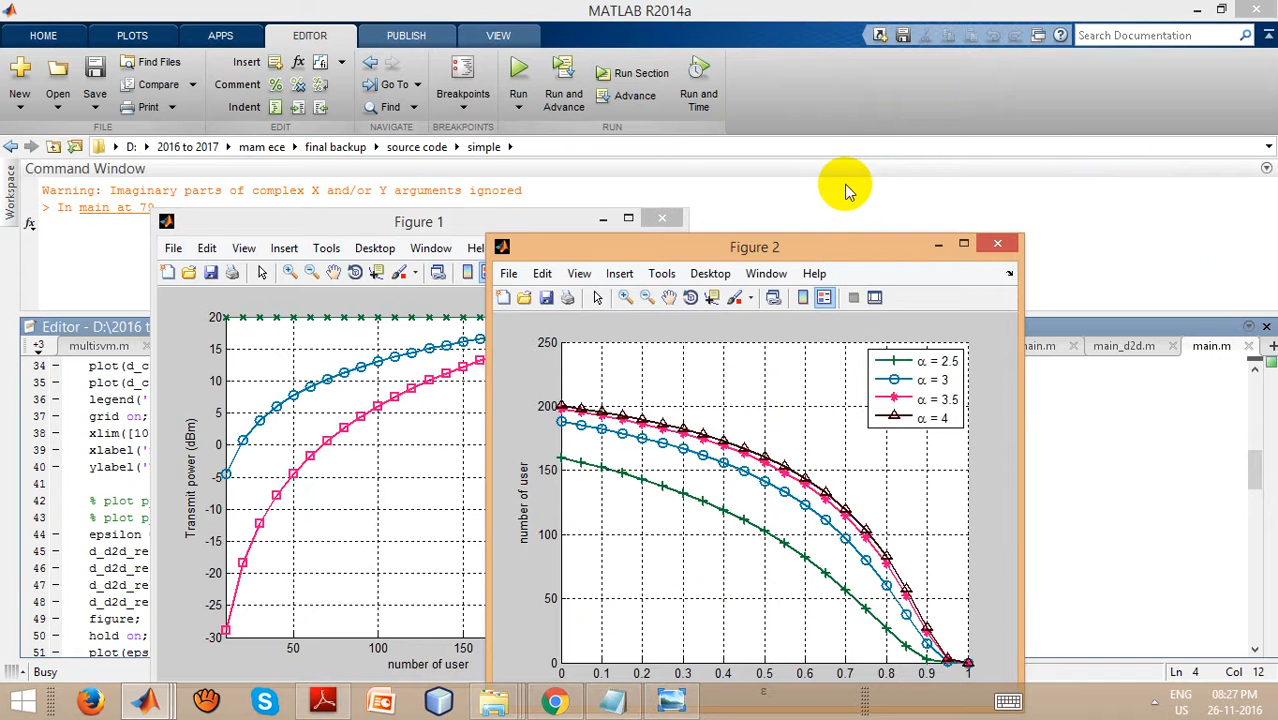 MATLAB R2014a
HOME PLOTS APPS EDITOR PUBLISH VIEW
Search Documentation
New Open Save
Find Files
Compare
Print
FILE
Insert
Comment
Indent
EDIT
Go To
Find
NAVIGATE
Breakpoints
BREAKPOINTS
Run
Run and Advance
Run Section
Advance
Run and Time
RUN
D: 2016 to 2017 mam ece final backup source code simple
Workspace
Command Window
Warning: Imaginary parts of complex X and/or Y arguments ignored
> In main at 79
fx
Figure 1
File Edit View Insert Tools Desktop Window Hel
20
15
10
5
0
-5
-10
-15
-20
-25
-30
50 100 150
Transmit power (dBm)
number of user
Figure 2
File Edit View Insert Tools Desktop Window Help
250
200
150
100
50
0
0 0.1 0.2 0.3 0.4 0.5 0.6 0.7 0.8 0.9 1
number of user
ε
α = 2.5
α = 3
α = 3.5
α = 4
Editor - D:\2016 t
+3 multisvm.m
ain.m main_d2d.m main.m
34 plot(d_c
35 plot(d_c
36 legend('
37 grid on;
38 xlim([10
39 xlabel('
40 ylabel('
41
42 % plot p
43 % plot p
44 epsilon
45 d_d2d_re
46 d_d2d_re
47 d_d2d_re
48 d_d2d_re
49 figure;
50 hold on;
51 plot(eps
Busy
Ln 4 Col 12
ENG
US
08:27 PM
26-11-2016